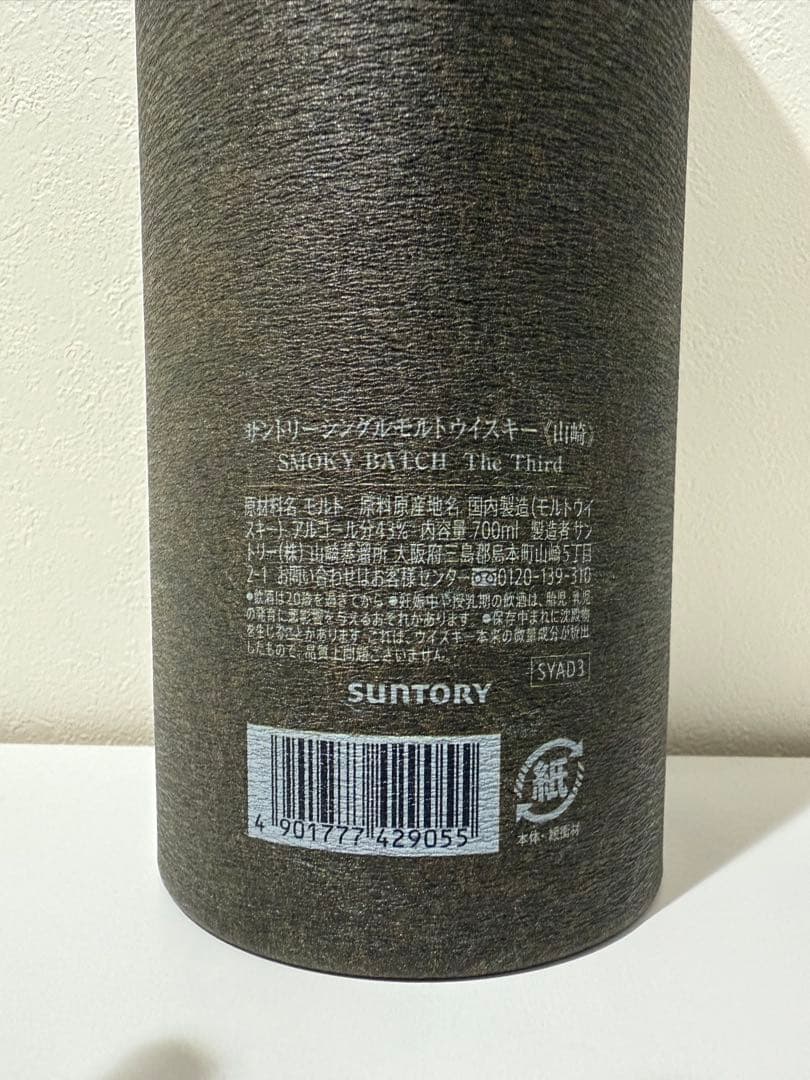 サントリーシングルモルトウイスキー《山崎》
SMOKY BATCH The Third
原材料名 モルト 原料原産地名 国内製造(モルトウイ
スキー) アルコール分43% 内容量 700ml 製造者 サン
トリー(株) 山崎蒸溜所 大阪府三島郡島本町山崎5丁目
2-1 お問い合わせはお客様センター 0120-139-310
●飲酒は20歳を過ぎてから ●妊娠中や授乳期の飲酒は、胎児・乳児
の発育に悪影響を与えるおそれがあります ●保存中まれに沈殿物
を生じることがあります。これは、ウイスキー本来の微量成分が析出
したもので、品質上問題ございません。
SYAD3
SUNTORY
4 901777 429055
紙
本体・緩衝材